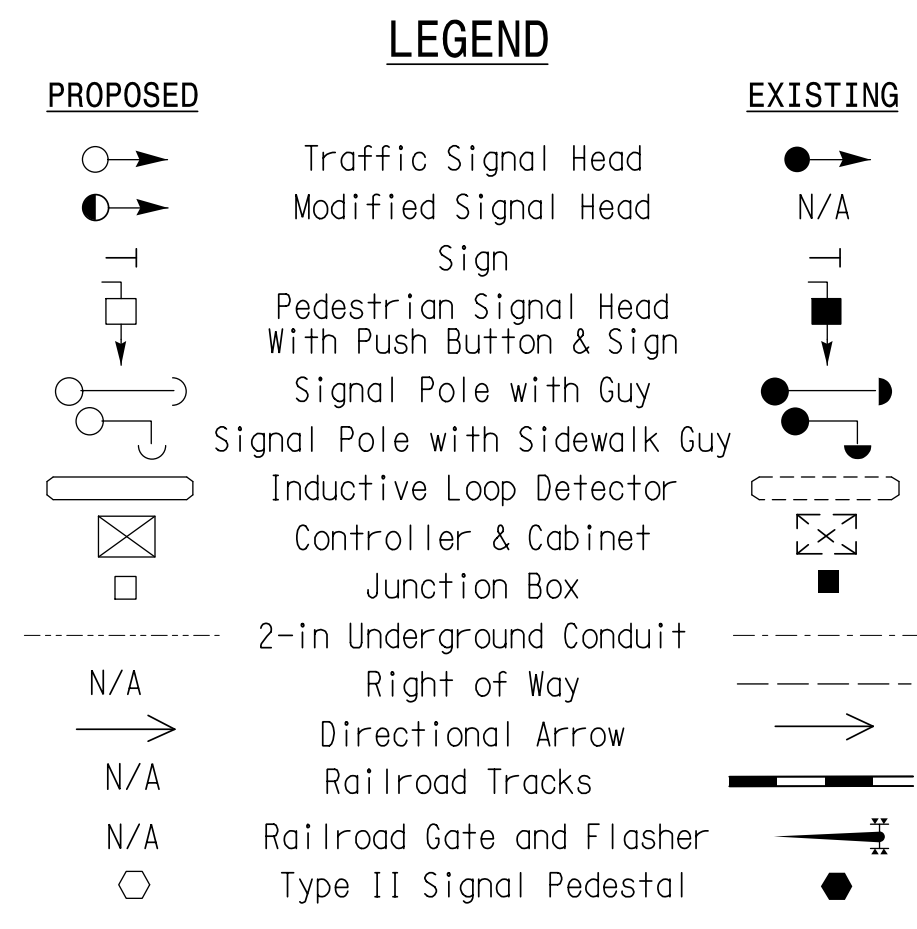 LEGEND
PROPOSED EXISTING
Traffic Signal Head
Modified Signal Head N/A
Sign
Pedestrian Signal Head
With Push Button & Sign
Signal Pole with Guy
Signal Pole with Sidewalk Guy
Inductive Loop Detector
Controller & Cabinet
Junction Box
2-in Underground Conduit
N/A Right of Way
Directional Arrow
N/A Railroad Tracks
N/A Railroad Gate and Flasher
Type II Signal Pedestal